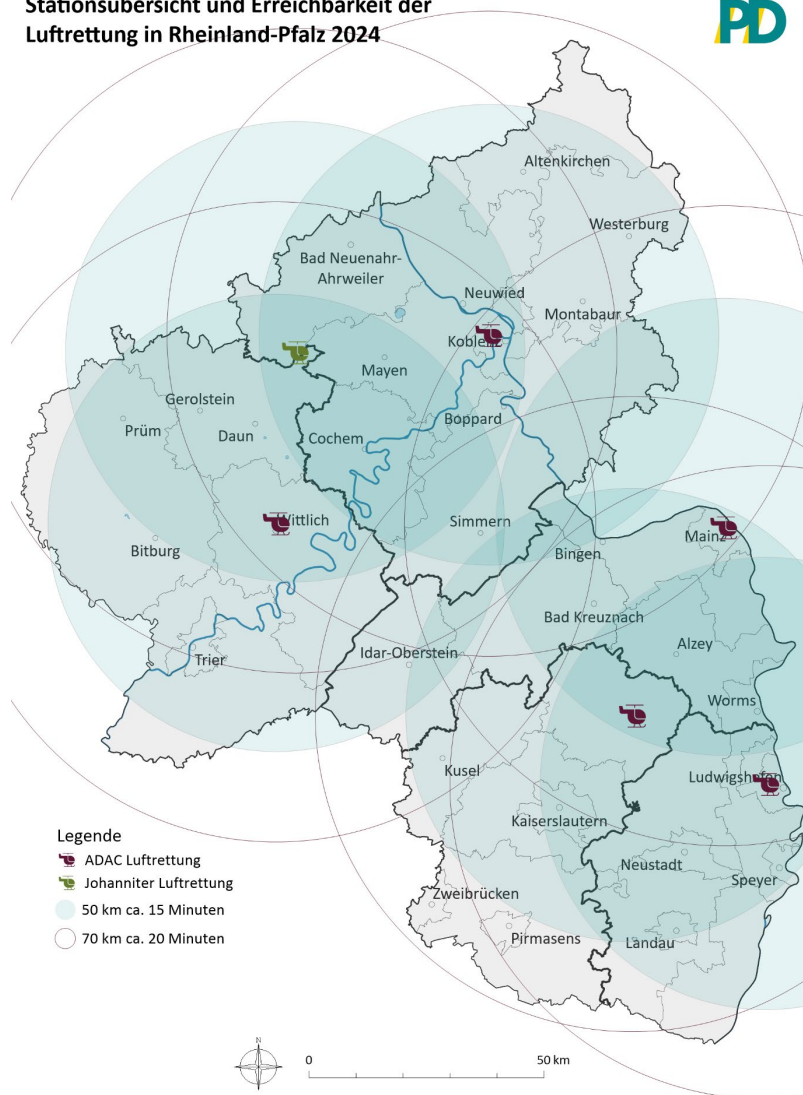 Stationsübersicht und Erreichbarkeit der
Luftrettung in Rheinland-Pfalz 2024
PD
Altenkirchen
Westerburg
Bad Neuenahr-
Ahrweiler
Neuwied
Montabaur
Koblenz
Mayen
Gerolstein
Prüm
Daun
Cochem
Boppard
Wittlich
Simmern
Mainz
Bitburg
Bingen
Bad Kreuznach
Alzey
Trier
Idar-Oberstein
Worms
Kusel
Ludwigshafen
Kaiserslautern
Neustadt
Speyer
Zweibrücken
Pirmasens
Landau
Legende
ADAC Luftrettung
Johanniter Luftrettung
50 km ca. 15 Minuten
70 km ca. 20 Minuten
N
0
50 km